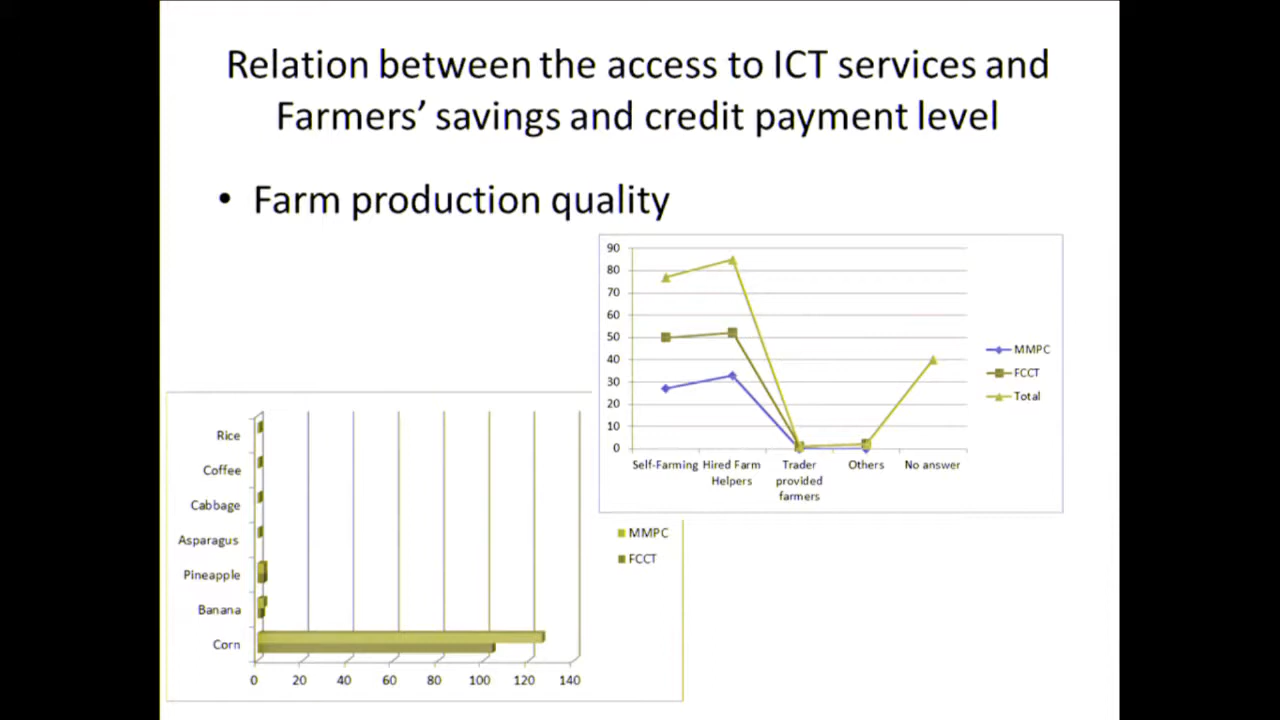 Relation between the access to ICT services and
Farmers’ savings and credit payment level
• Farm production quality
90
80
70
60
50
40
30
20
10
0
Self-Farming
Hired Farm
Helpers
Trader
provided
farmers
Others
No answer
MMPC
FCCT
Total
Rice
Coffee
Cabbage
Asparagus
Pineapple
Banana
Corn
0 20 40 60 80 100 120 140
MMPC
FCCT